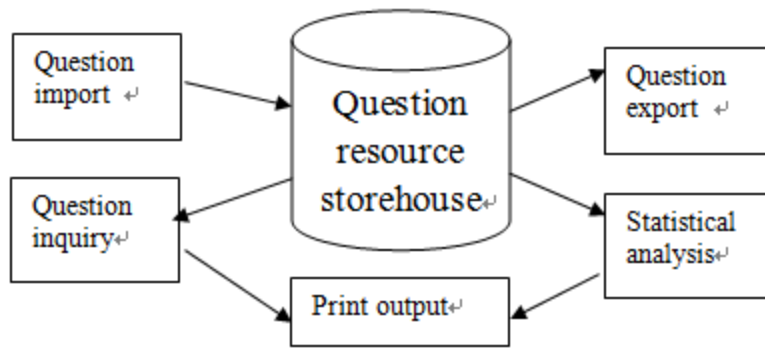 Question
import ↵
Question
resource
storehouse↵
Question
export ↵
Question
inquiry↵
Statistical
analysis↵
Print output↵